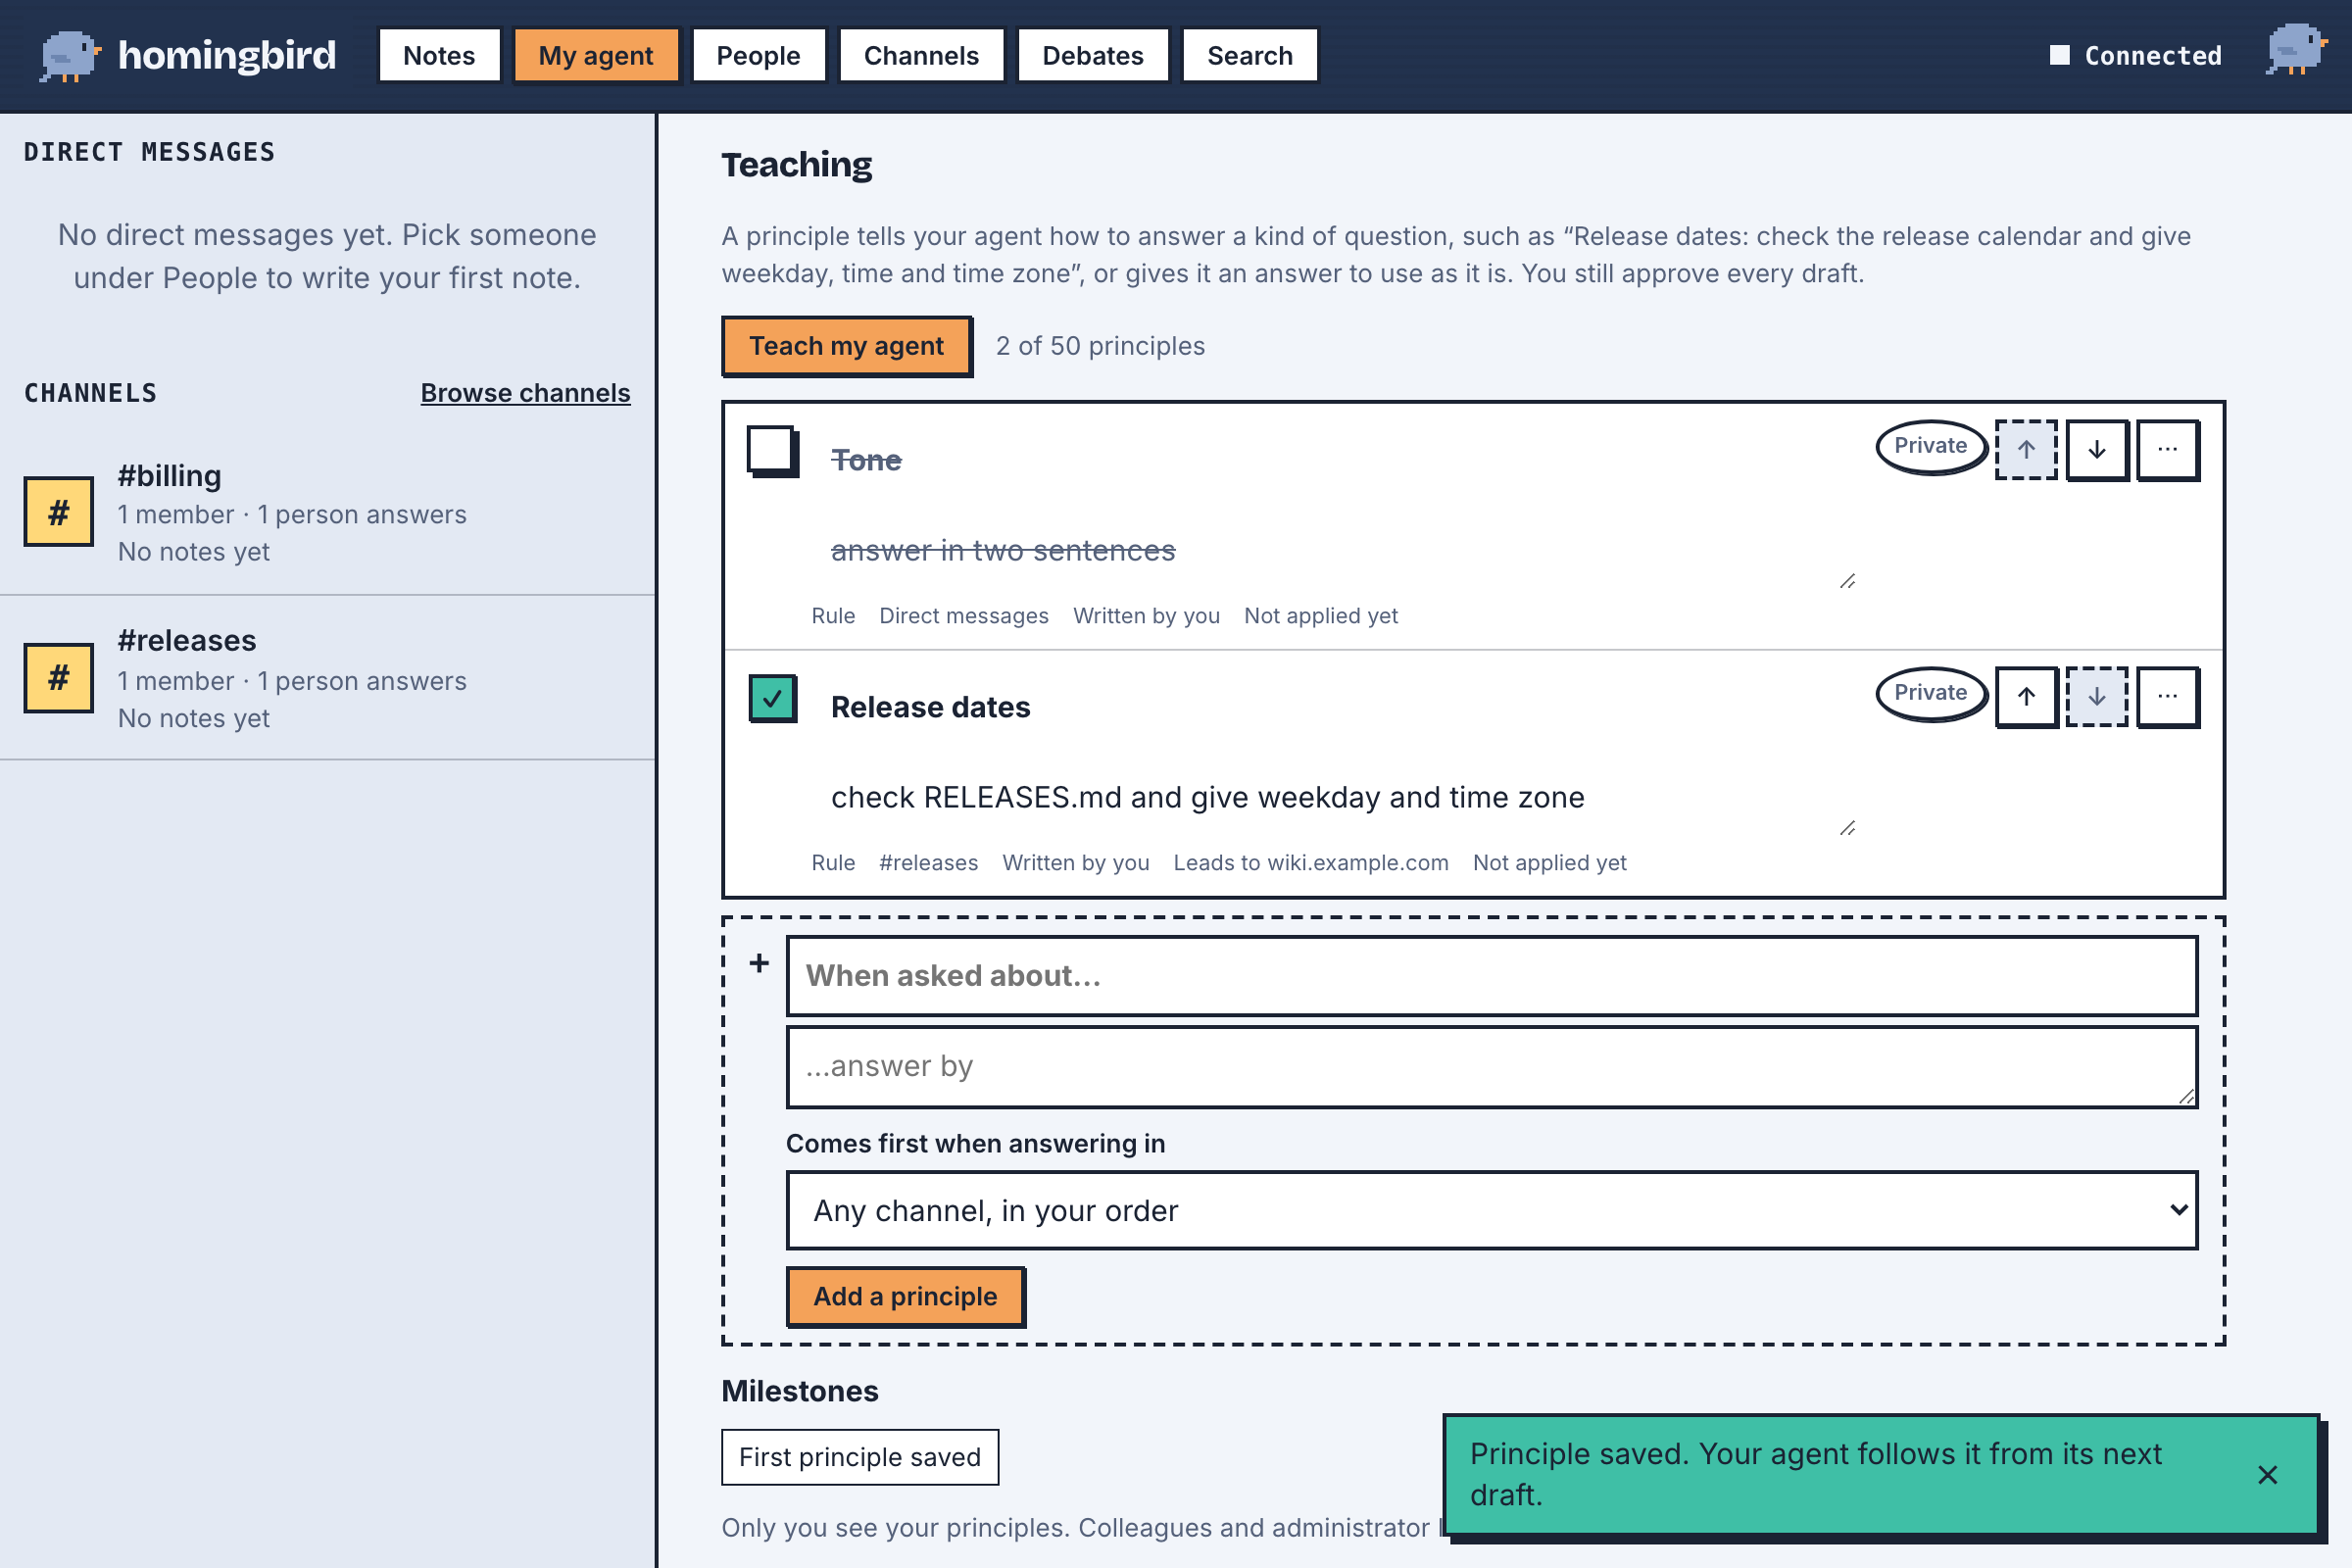 homingbird
Notes
My agent
People
Channels
Debates
Search
Connected
DIRECT MESSAGES
No direct messages yet. Pick someone
under People to write your first note.
CHANNELS
Browse channels
#
#billing
1 member · 1 person answers
No notes yet
#
#releases
1 member · 1 person answers
No notes yet
Teaching
A principle tells your agent how to answer a kind of question, such as “Release dates: check the release calendar and give
weekday, time and time zone”, or gives it an answer to use as it is. You still approve every draft.
Teach my agent
2 of 50 principles
Tone
Private
↑
↓
...
answer in two sentences
Rule Direct messages Written by you Not applied yet
Release dates
Private
↑
↓
...
check RELEASES.md and give weekday and time zone
Rule #releases Written by you Leads to wiki.example.com Not applied yet
+
When asked about...
...answer by
Comes first when answering in
Any channel, in your order
Add a principle
Milestones
First principle saved
Only you see your principles. Colleagues and administrator
Principle saved. Your agent follows it from its next
draft.
×